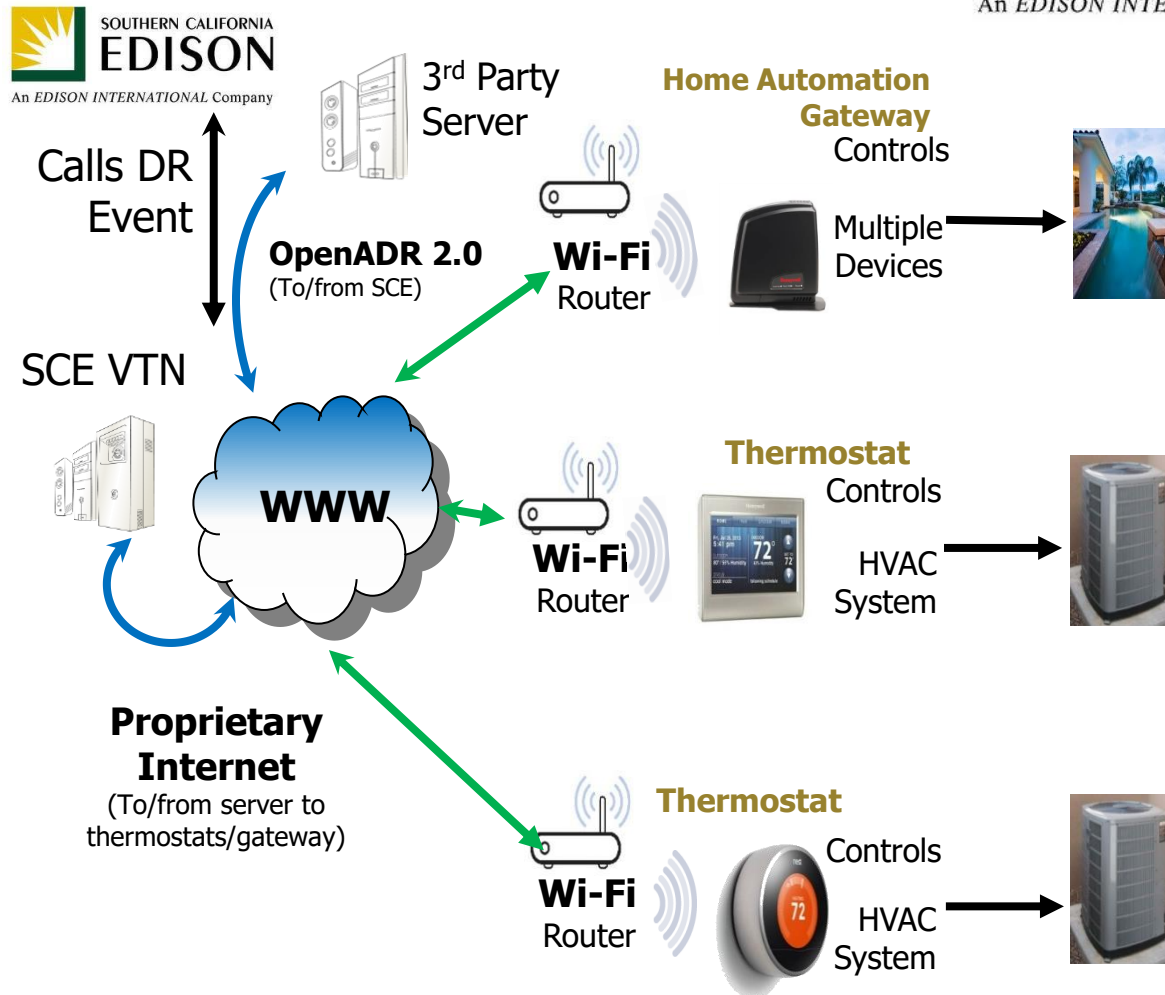 SOUTHERN CALIFORNIA
EDISON
An EDISON INTERNATIONAL Company
An EDISON INTE
3rd Party
Server
Home Automation
Gateway
Controls
Multiple
Devices
Calls DR
Event
OpenADR 2.0
(To/from SCE)
Wi-Fi
Router
SCE VTN
WWW
Thermostat
Controls
HVAC
System
72
Wi-Fi
Router
Proprietary
Internet
(To/from server to
thermostats/gateway)
Thermostat
Controls
HVAC
System
nest
72
Wi-Fi
Router